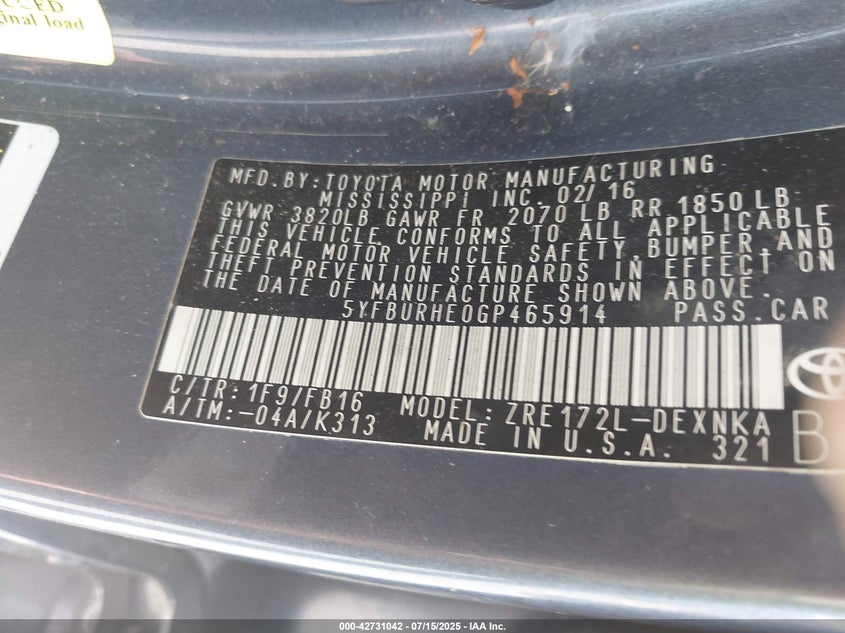 ginal load
MFD.BY:TOYOTA MOTOR MANUFACTURING
MISSISSIPPI INC. 02/16
GVWR 3820LB GAWR FR 2070 LB RR 1850 LB
THIS VEHICLE CONFORMS TO ALL APPLICABLE
FEDERAL MOTOR VEHICLE SAFETY,BUMPER,AND
THEFT PREVENTION STANDARDS IN EFFECT ON
THE DATE OF MANUFACTURE SHOWN ABOVE.
5YFBURHE0GP465914 PASS.CAR
C/TR:1F9/FB16 MODEL:ZRE172L-DEXNKA
A/TM:-04A/K313 MADE IN U.S.A. 321
B
000-42731042 - 07/15/2025 - IAA Inc.